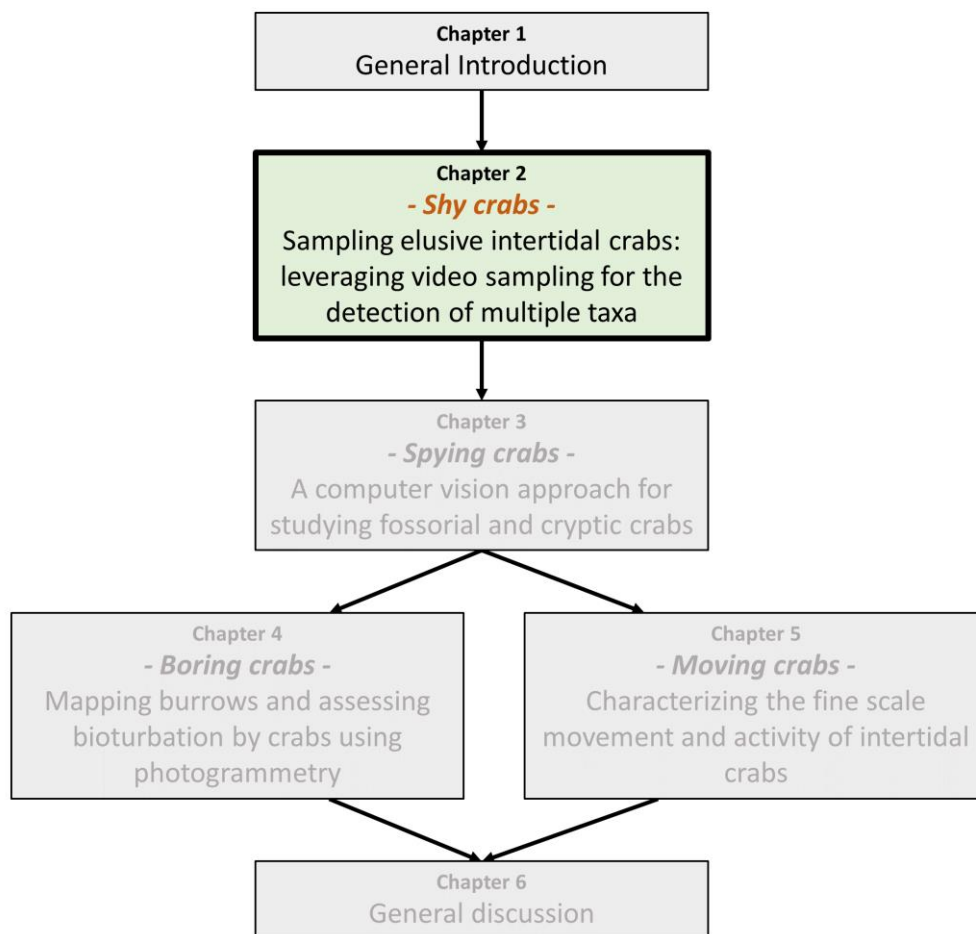 Chapter 1
General Introduction
Chapter 2
- Shy crabs -
Sampling elusive intertidal crabs:
leveraging video sampling for the
detection of multiple taxa
Chapter 3
- Spying crabs -
A computer vision approach for
studying fossorial and cryptic crabs
Chapter 4
- Boring crabs -
Mapping burrows and assessing
bioturbation by crabs using
photogrammetry
Chapter 5
- Moving crabs -
Characterizing the fine scale
movement and activity of intertidal
crabs
Chapter 6
General discussion